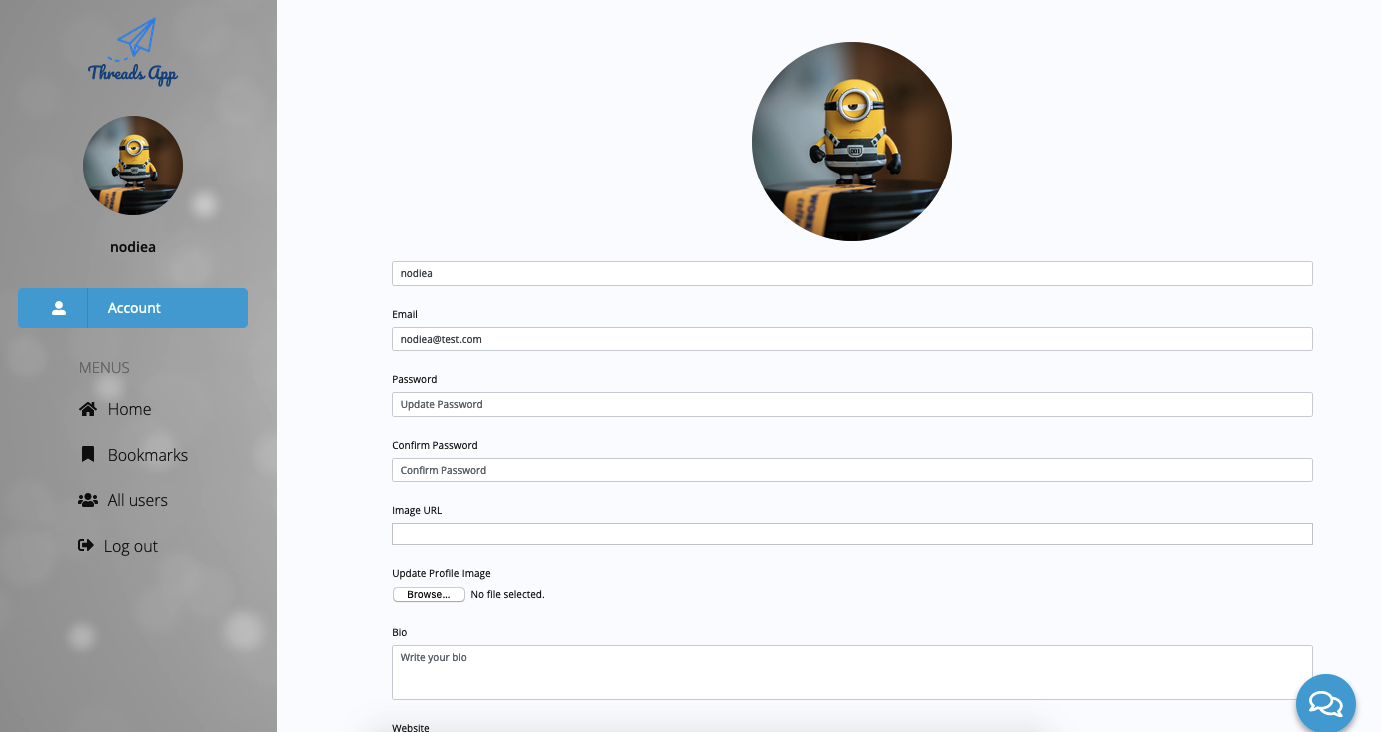 Threads App
nodiea
Account
MENUS
Home
Bookmarks
All users
Log out
nodiea
Email
nodiea@test.com
Password
Update Password
Confirm Password
Confirm Password
Image URL
Update Profile Image
Browse... No file selected.
Bio
Write your bio
Website